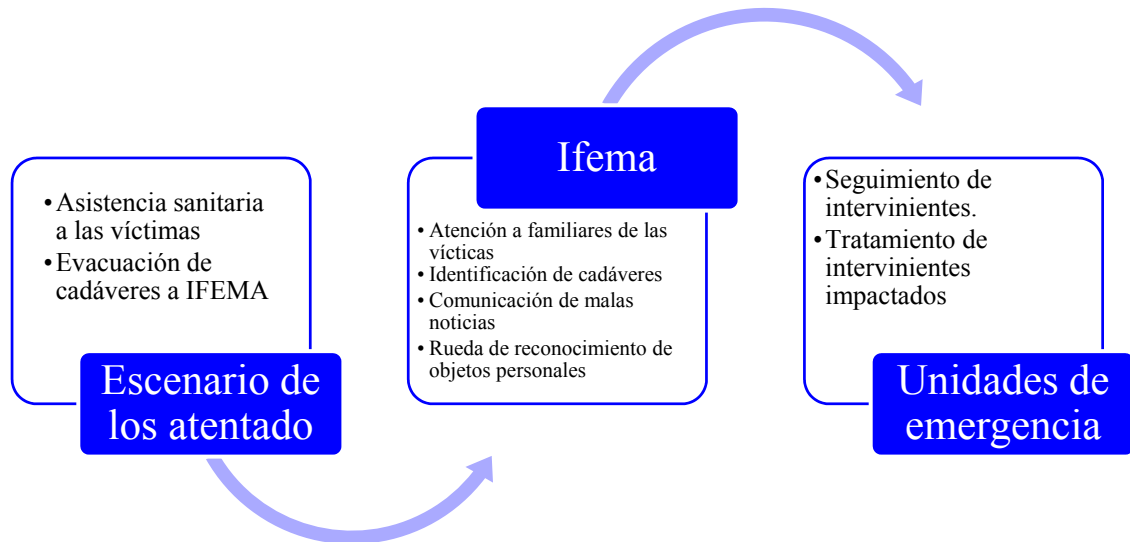 • Asistencia sanitaria
a las víctimas
• Evacuación de
cadáveres a IFEMA
Escenario de
los atentado
Ifema
• Atención a familiares de las
vícticas
• Identificación de cadáveres
• Comunicación de malas
noticias
• Rueda de reconocimiento de
objetos personales
• Seguimiento de
intervinientes.
• Tratamiento de
intervinientes
impactados
Unidades de
emergencia